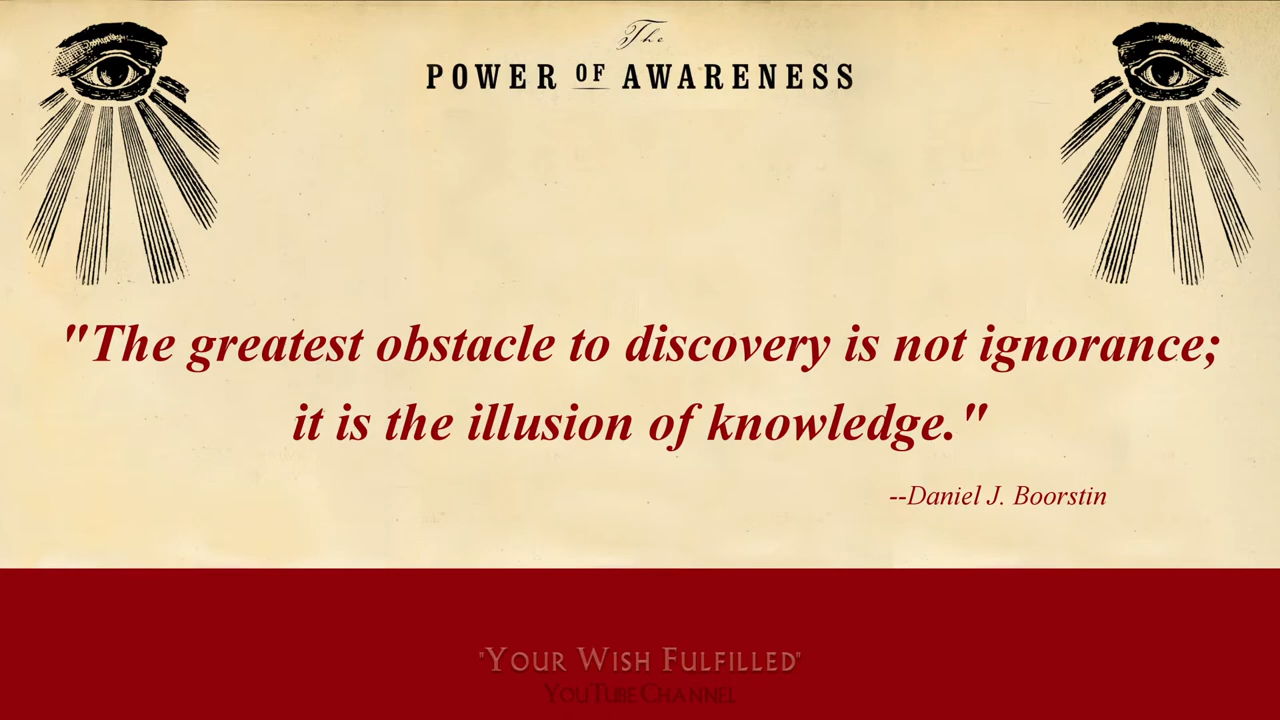 The
POWER OF AWARENESS
"The greatest obstacle to discovery is not ignorance;
it is the illusion of knowledge."
--Daniel J. Boorstin
"YOUR WISH FULFILLED"
YOUTUBE CHANNEL